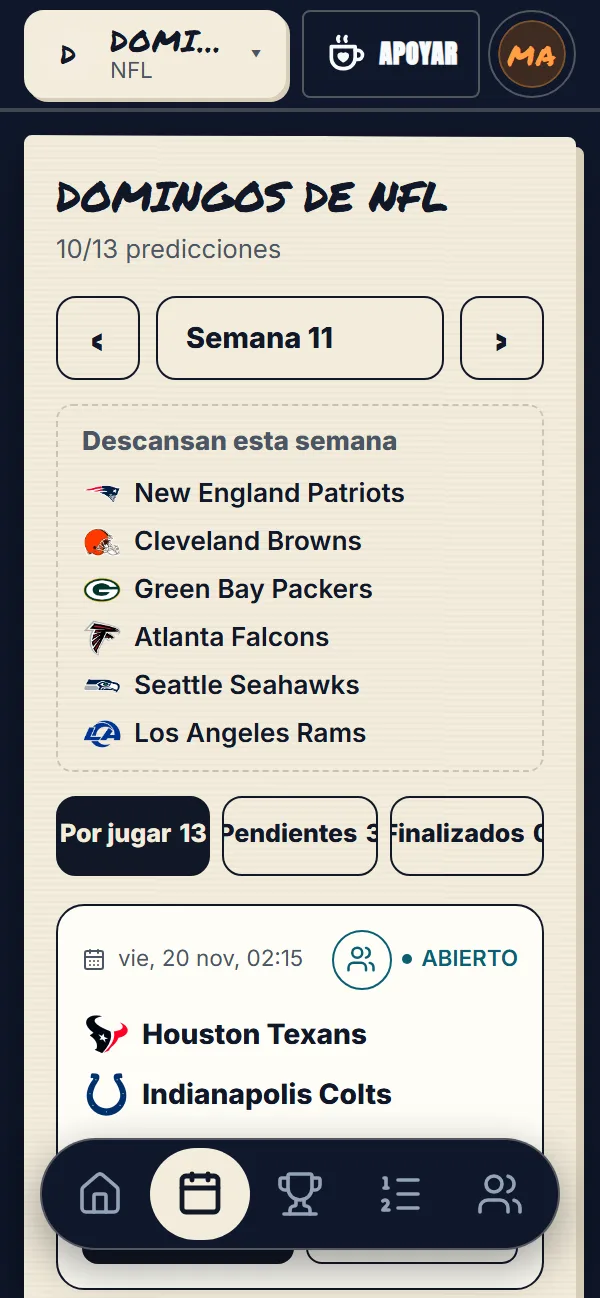 D
DOMI...
NFL
APOYAR
MA
DOMINGOS DE NFL
10/13 predicciones
‹
Semana 11
›
Descansan esta semana
New England Patriots
Cleveland Browns
Green Bay Packers
Atlanta Falcons
Seattle Seahawks
Los Angeles Rams
Por jugar 13
Pendientes 3
Finalizados 0
vie, 20 nov, 02:15
• ABIERTO
Houston Texans
Indianapolis Colts